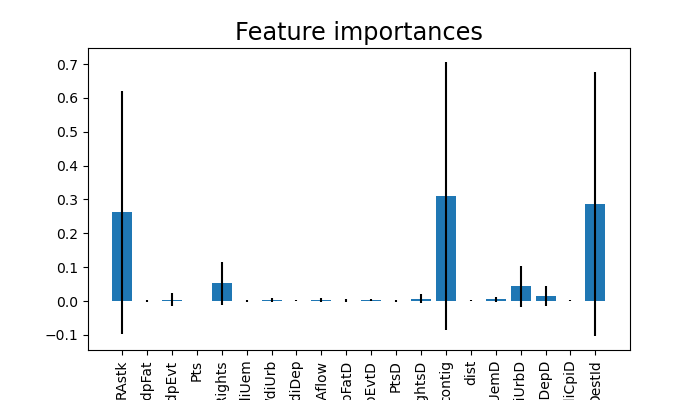 Feature importances
0.7
0.6
0.5
0.4
0.3
0.2
0.1
0.0
−0.1
RAstk
dpFat
dpEvt
Pts
Rights
diUem
diUrb
diDep
Aflow
pFatD
pEvtD
PtsD
ghtsD
contig
dist
UemD
iUrbD
DepD
iCpiD
DestId